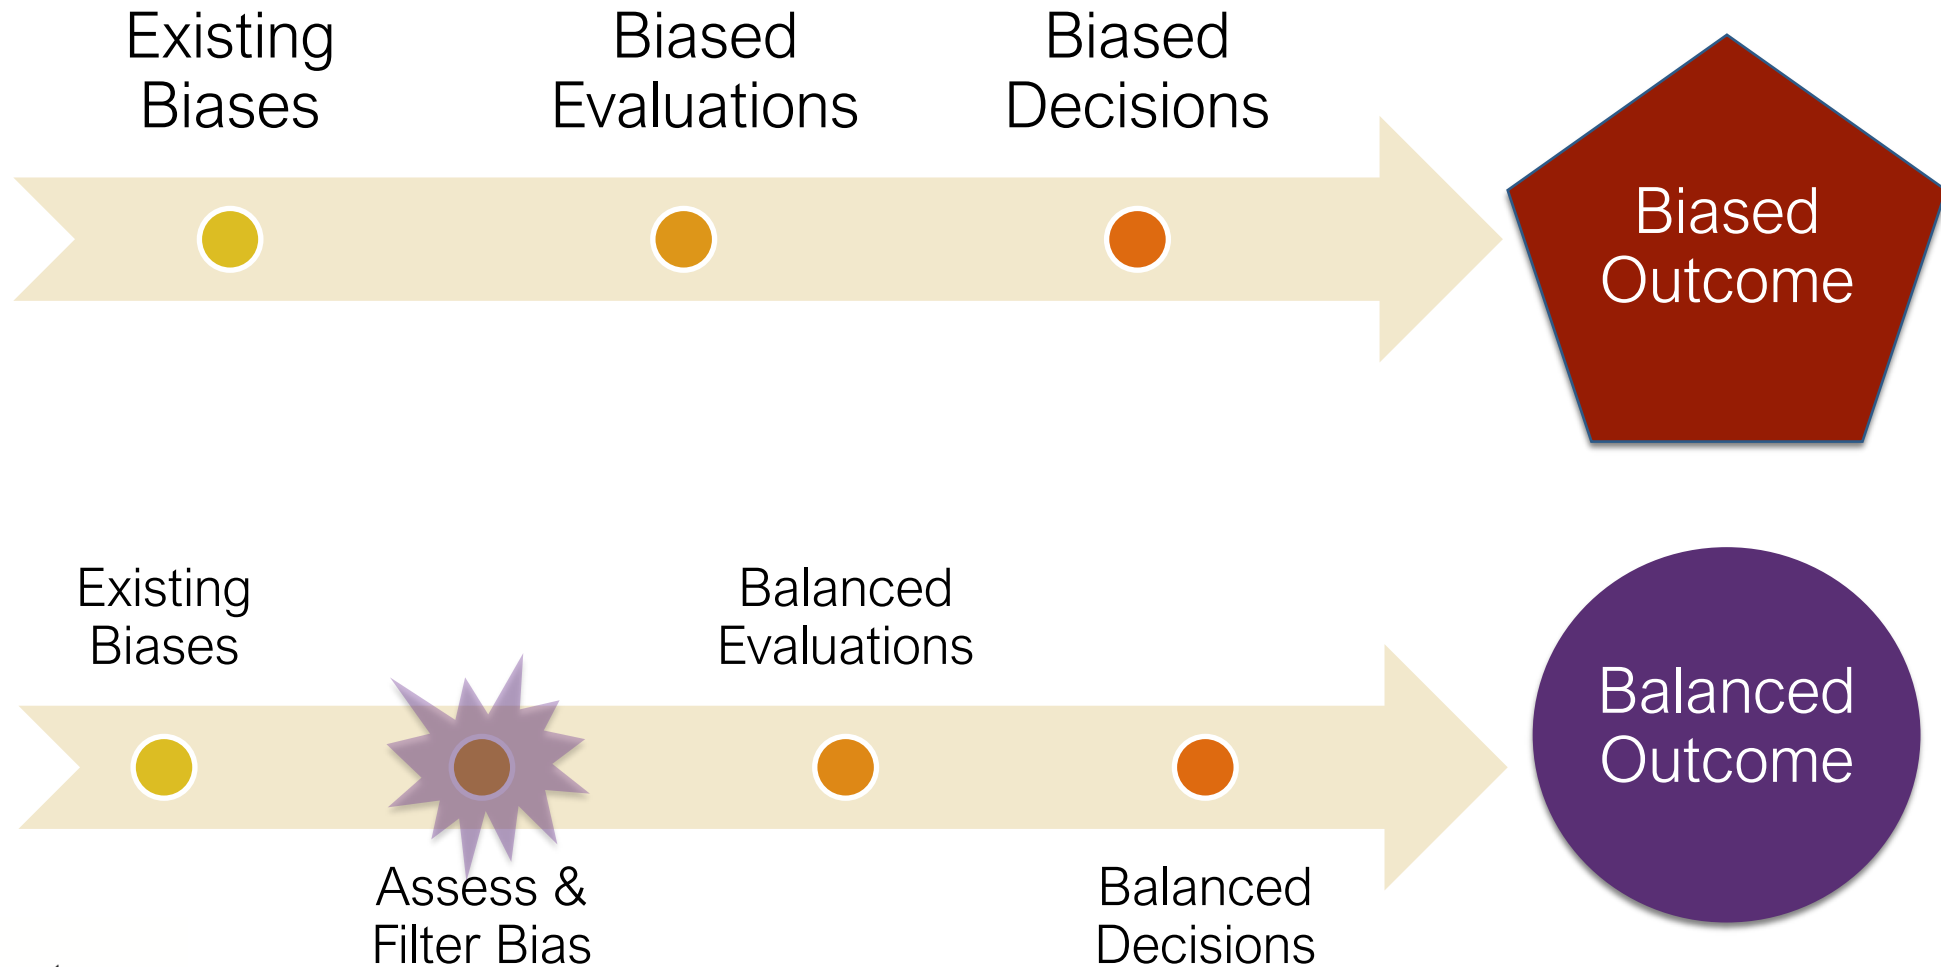 Existing
Biases
Biased
Evaluations
Biased
Decisions
Biased
Outcome
Existing
Biases
Assess &
Filter Bias
Balanced
Evaluations
Balanced
Decisions
Balanced
Outcome